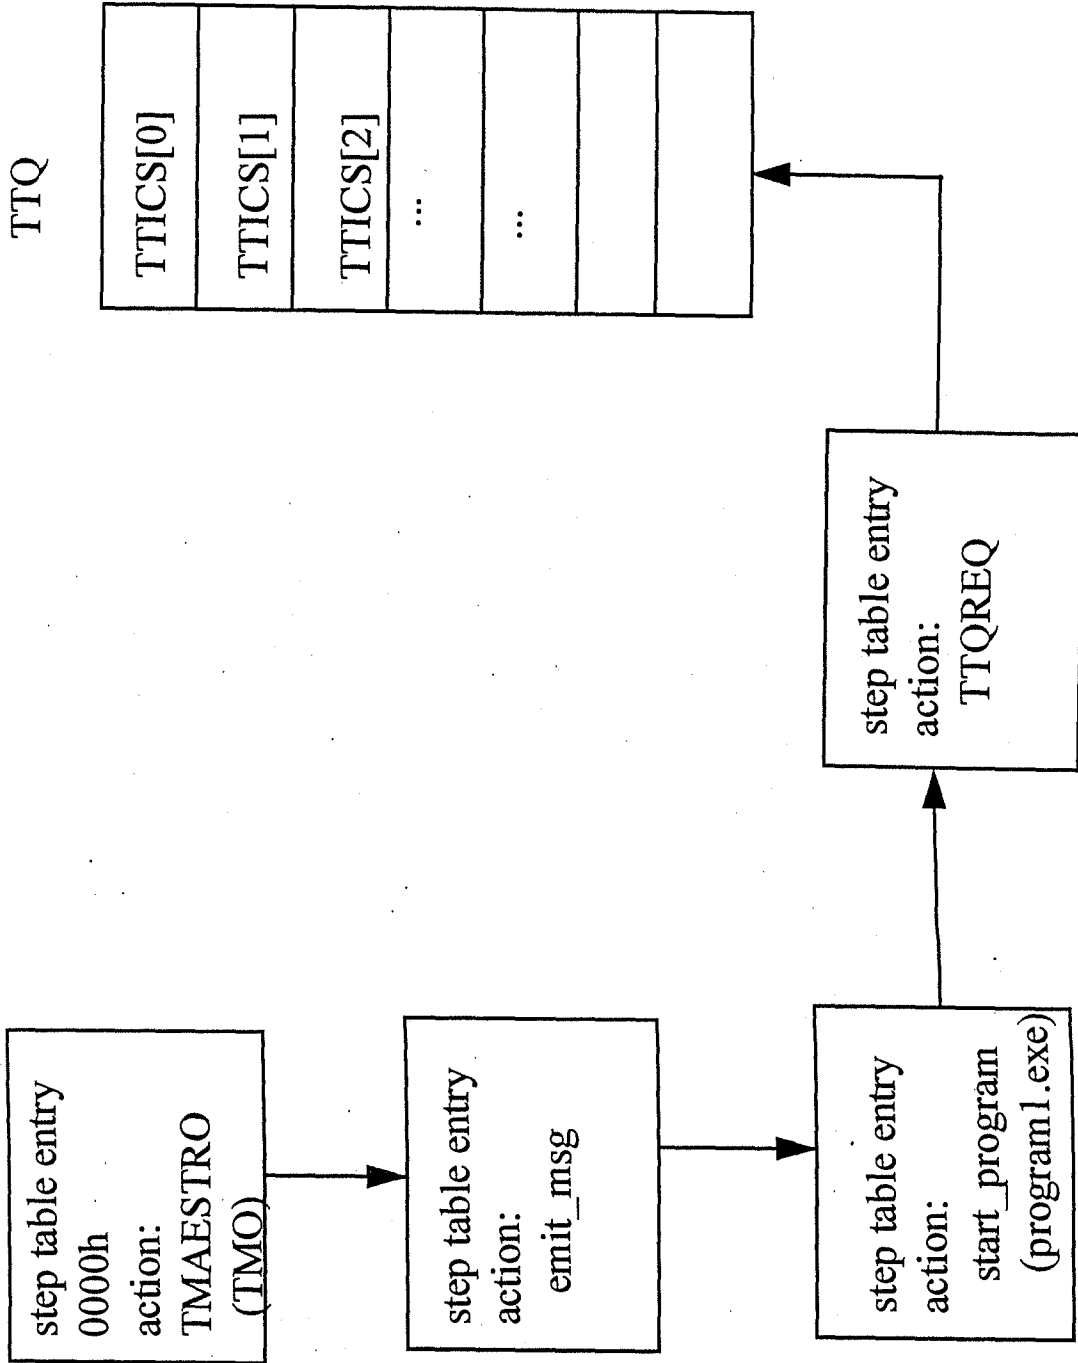 step table entry
0000h
action:
TMAESTRO
(TMO)
step table entry
action:
emit_msg
step table entry
action:
start_program
(program1.exe)
step table entry
action:
TTQREQ
TTQ
TTICS[0]
TTICS[1]
TTICS[2]
...
...